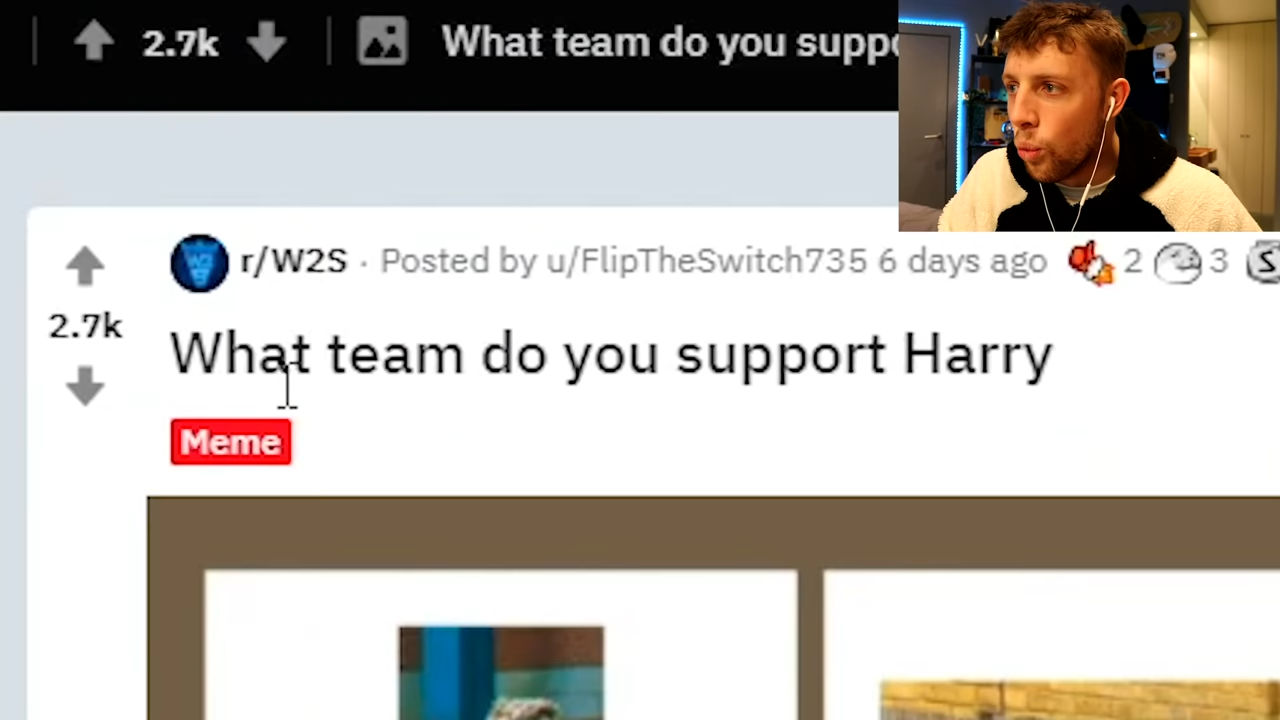 2.7k What team do you suppo
r/W2S · Posted by u/FlipTheSwitch735 6 days ago 2 3 S
2.7k
What team do you support Harry
Meme